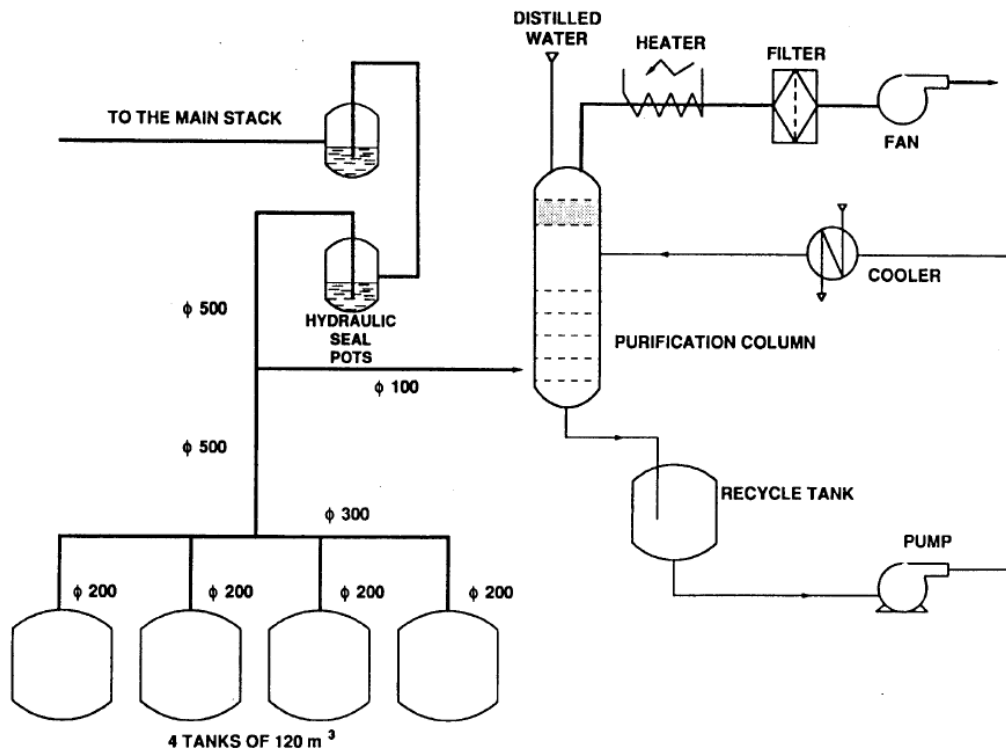 DISTILLED
WATER
HEATER
FILTER
TO THE MAIN STACK
FAN
COOLER
ϕ 500
HYDRAULIC
SEAL
POTS
PURIFICATION COLUMN
ϕ 100
ϕ 500
RECYCLE TANK
ϕ 300
PUMP
ϕ 200
ϕ 200
ϕ 200
ϕ 200
4 TANKS OF 120 m ³